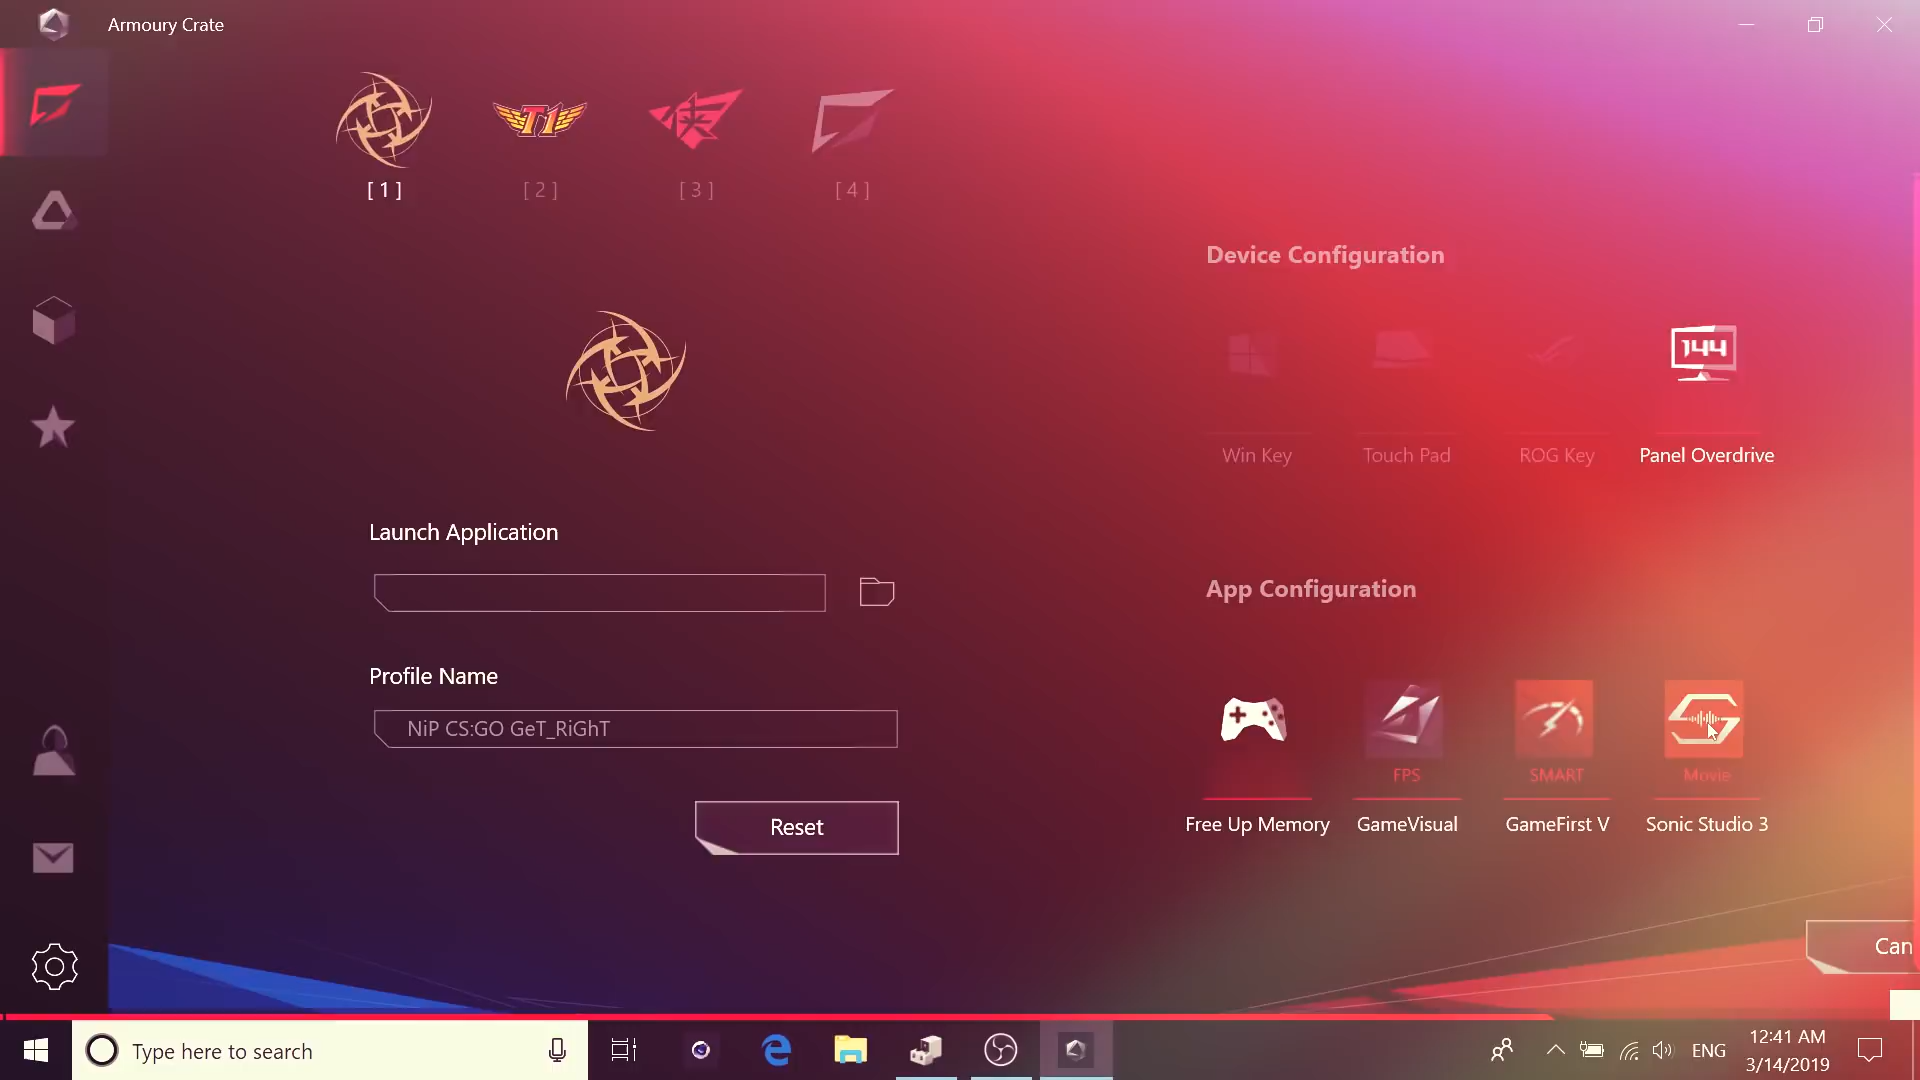 Armoury Crate
T1
[ 1 ]
[ 2 ]
[ 3 ]
[ 4 ]
Device Configuration
144
Win Key
Touch Pad
ROG Key
Panel Overdrive
Launch Application
App Configuration
Profile Name
NiP CS:GO GeT_RiGhT
FPS
SMART
Movie
Free Up Memory
GameVisual
GameFirst V
Sonic Studio 3
Reset
Can
Type here to search
ENG
12:41 AM
3/14/2019